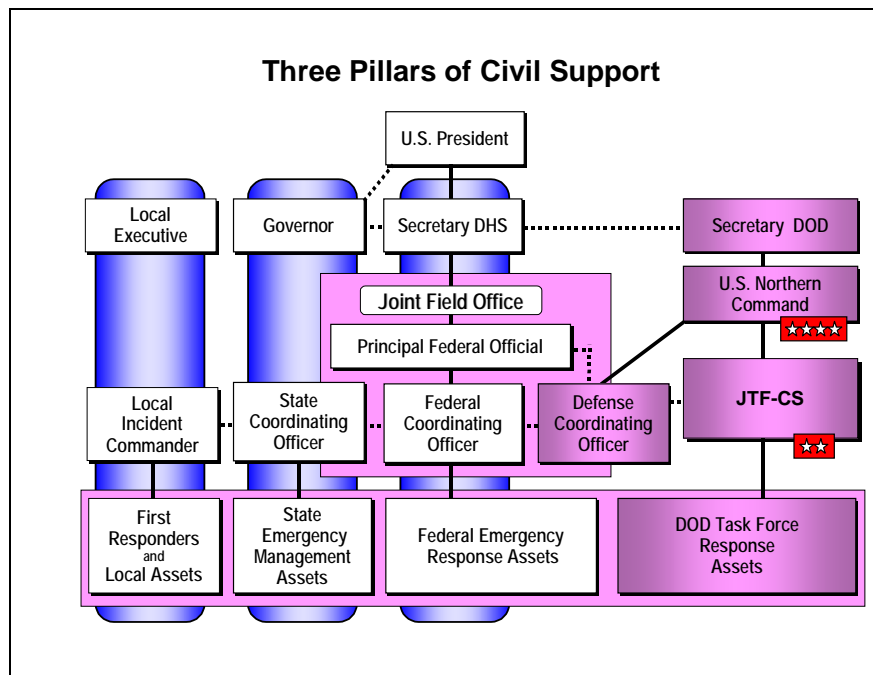 Three Pillars of Civil Support
U.S. President
Local
Executive
Governor
Secretary DHS
Secretary DOD
U.S. Northern
Command
Joint Field Office
Principal Federal Official
Local
Incident
Commander
State
Coordinating
Officer
Federal
Coordinating
Officer
Defense
Coordinating
Officer
JTF-CS
First
Responders
and
Local Assets
State
Emergency
Management
Assets
Federal Emergency
Response Assets
DOD Task Force
Response
Assets